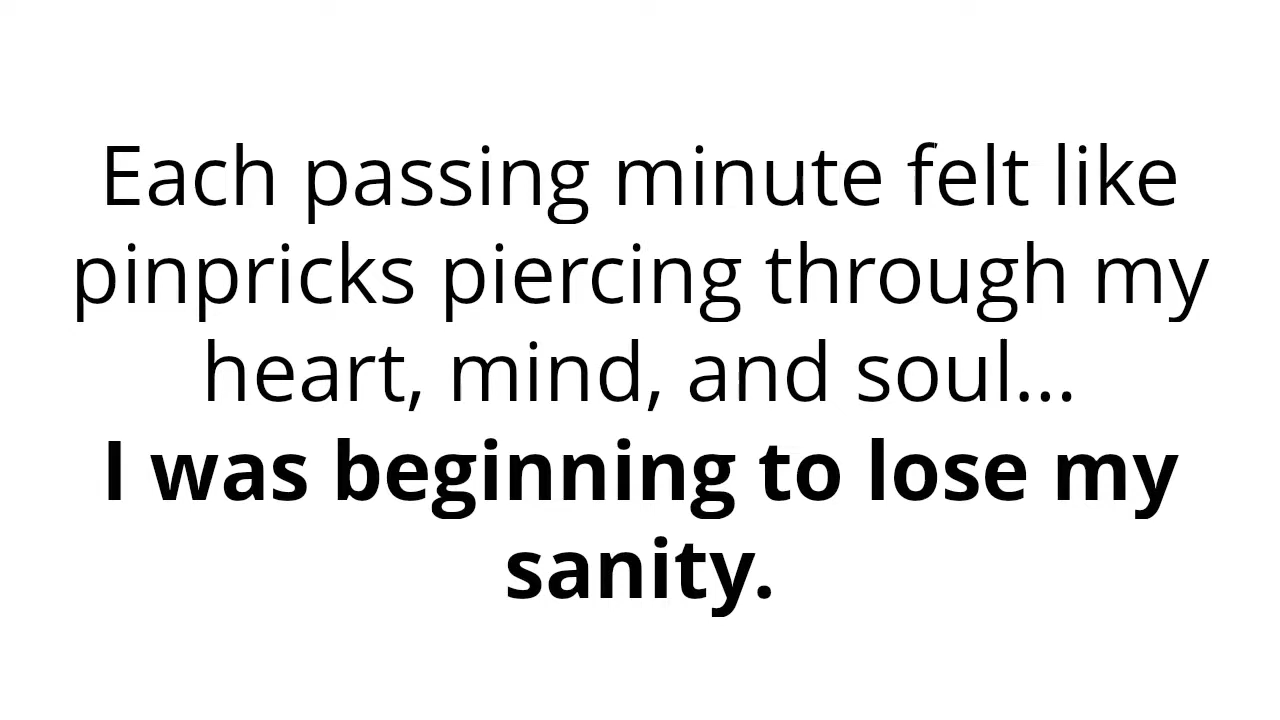 Each passing minute felt like
pinpricks piercing through my
heart, mind, and soul...
I was beginning to lose my
sanity.